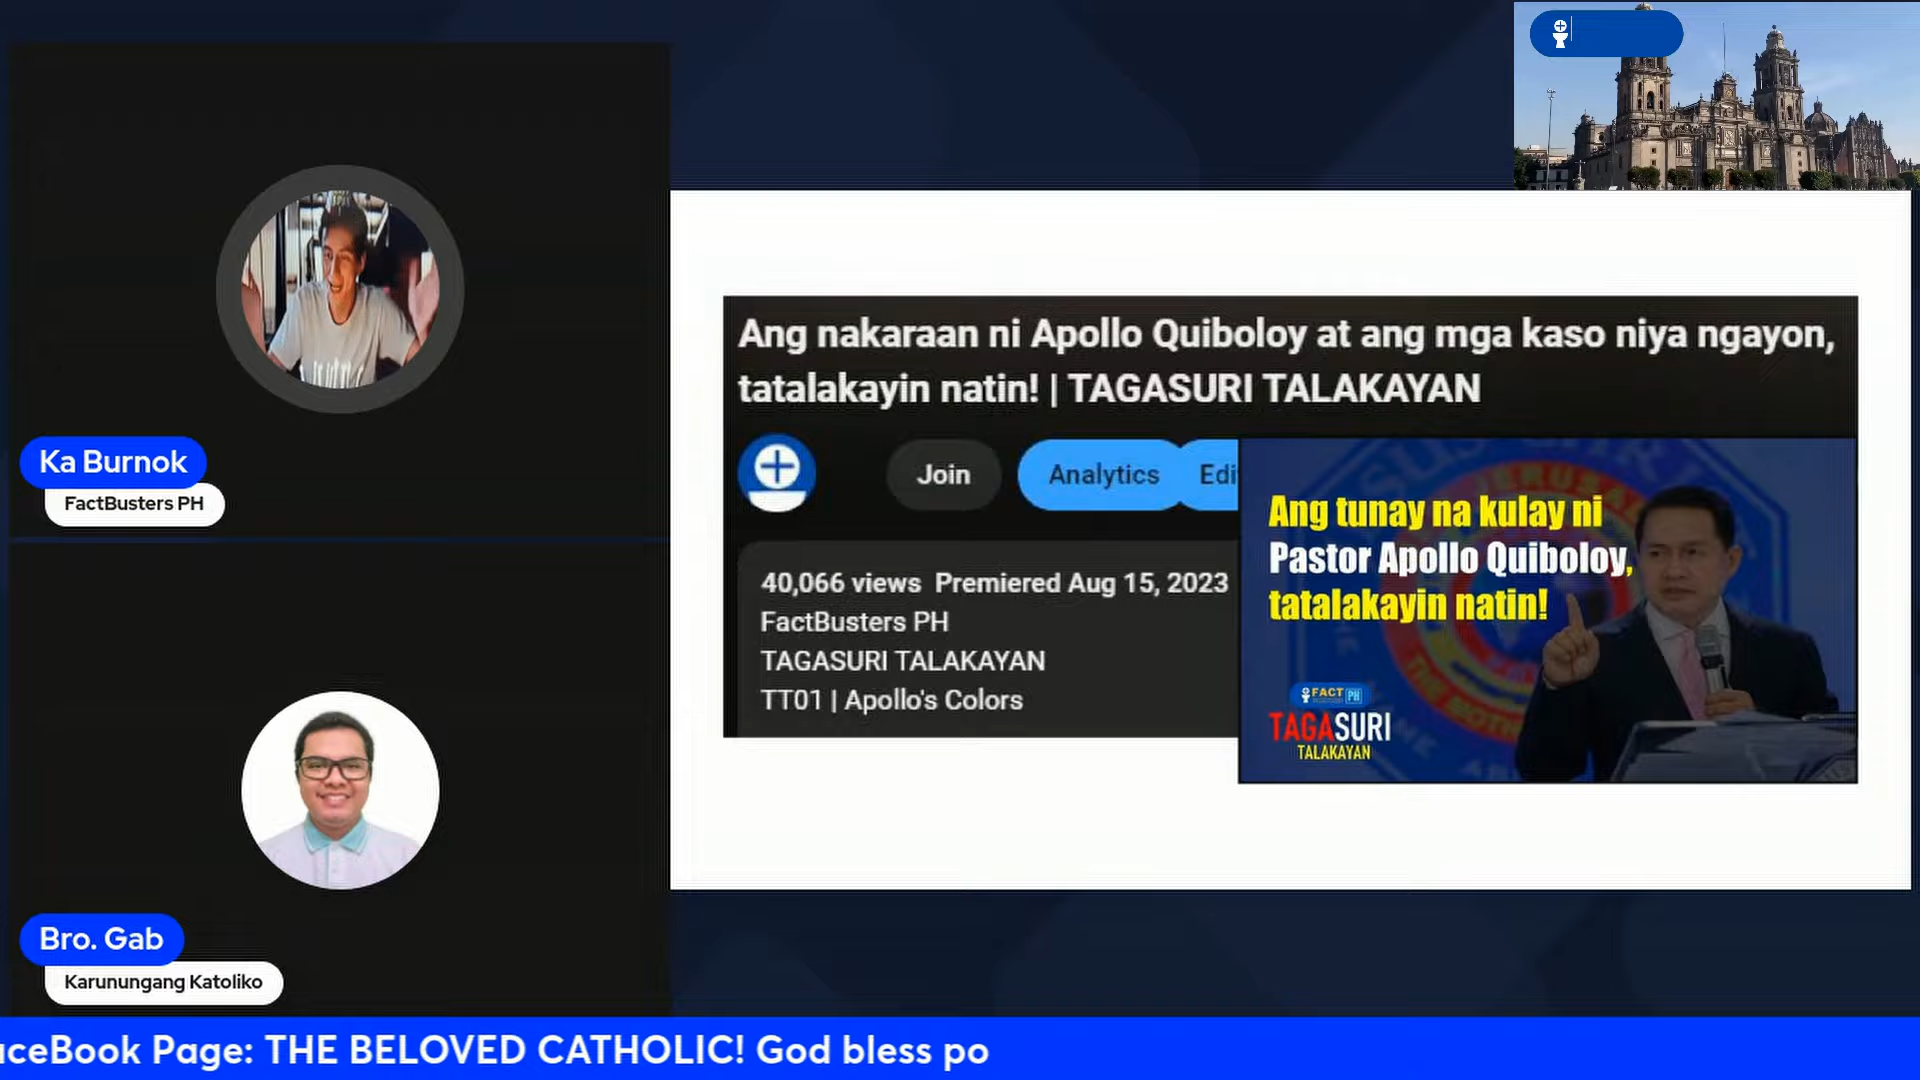 Ka Burnok
FactBusters PH
Bro. Gab
Karunungang Katoliko
Ang nakaraan ni Apollo Quiboloy at ang mga kaso niya ngayon,
tatalakayin natin! | TAGASURI TALAKAYAN
Join
Analytics
Edi
40,066 views Premiered Aug 15, 2023
FactBusters PH
TAGASURI TALAKAYAN
TT01 | Apollo's Colors
Ang tunay na kulay ni
Pastor Apollo Quiboloy,
tatalakayin natin!
FACT PH
TAGASURI
TALAKAYAN
aceBook Page: THE BELOVED CATHOLIC! God bless po